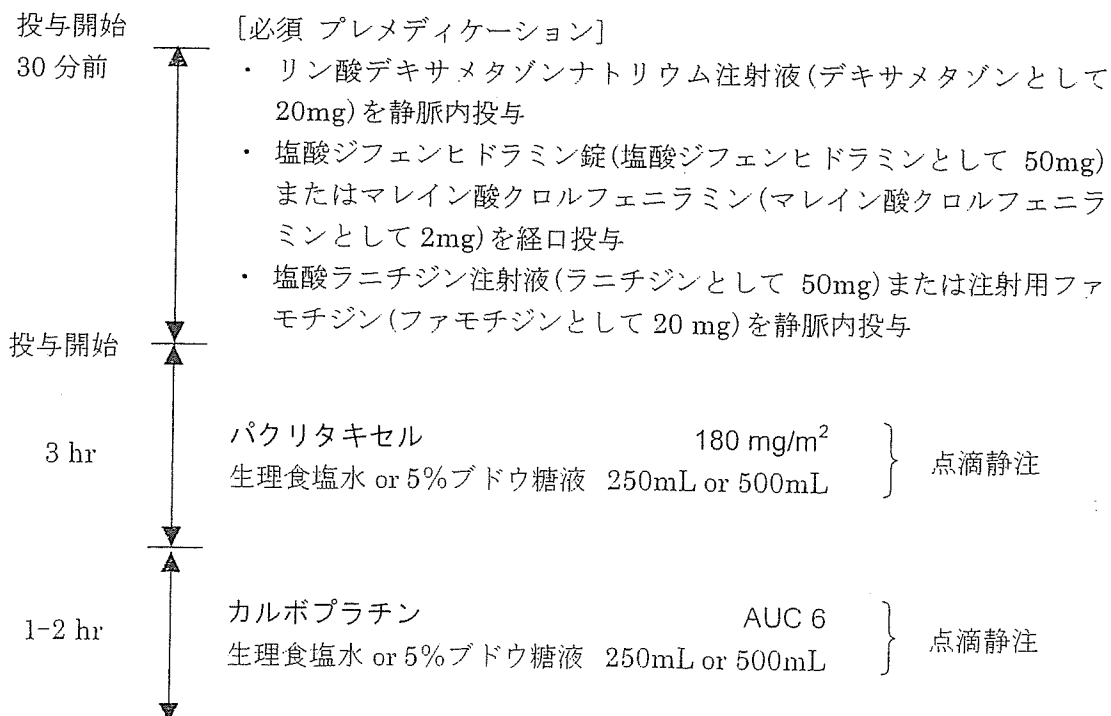 投与開始
30 分前
[必須 プレメディケーション]
・ リン酸デキサメタゾンナトリウム注射液(デキサメタゾンとして
20mg)を静脈内投与
・ 塩酸ジフェンヒドラミン錠(塩酸ジフェンヒドラミンとして 50mg)
またはマレイン酸クロルフェニラミン(マレイン酸クロルフェニラ
ミンとして 2mg)を経口投与
・ 塩酸ラニチジン注射液(ラニチジンとして 50mg)または注射用ファ
モチジン(ファモチジンとして 20 mg)を静脈内投与
投与開始
3 hr
パクリタキセル 180 mg/m²
生理食塩水 or 5%ブドウ糖液 250mL or 500mL
点滴静注
1-2 hr
カルボプラチン AUC 6
生理食塩水 or 5%ブドウ糖液 250mL or 500mL
点滴静注